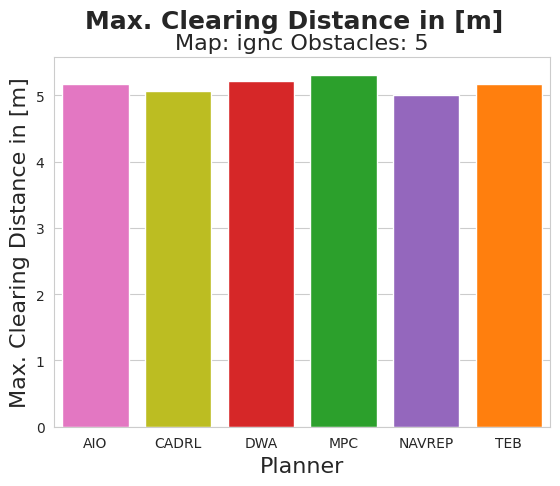 Max. Clearing Distance in [m]
Map: ignc Obstacles: 5
Max. Clearing Distance in [m]
5
4
3
2
1
0
AIO CADRL DWA MPC NAVREP TEB
Planner